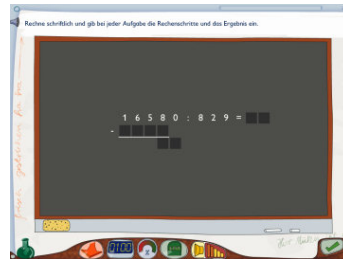 Rechne schriftlich und gib bei jeder Aufgabe die Rechenschritte und das Ergebnis ein.
1 6 5 8 0 : 8 2 9 =
-
0100